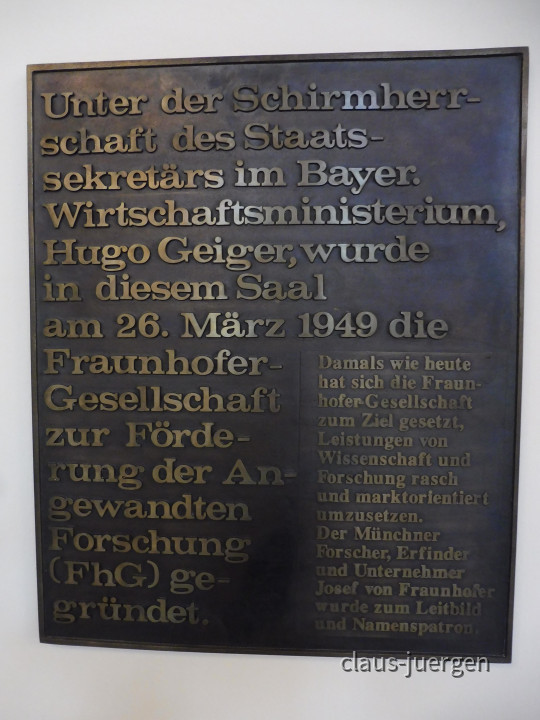 Unter der Schirmherr-
schaft des Staats-
sekretärs im Bayer.
Wirtschaftsministerium,
Hugo Geiger, wurde
in diesem Saal
am 26. März 1949 die
Fraunhofer-
Gesellschaft
zur Förde-
rung der An-
gewandten
Forschung
(FhG) ge-
gründet.
Damals wie heute
hat sich die Fraun-
hofer-Gesellschaft
zum Ziel gesetzt,
Leistungen von
Wissenschaft und
Forschung rasch
und marktorientiert
umzusetzen.
Der Münchner
Forscher, Erfinder
und Unternehmer
Josef von Fraunhofer
wurde zum Leitbild
und Namenspatron.
claus-juergen